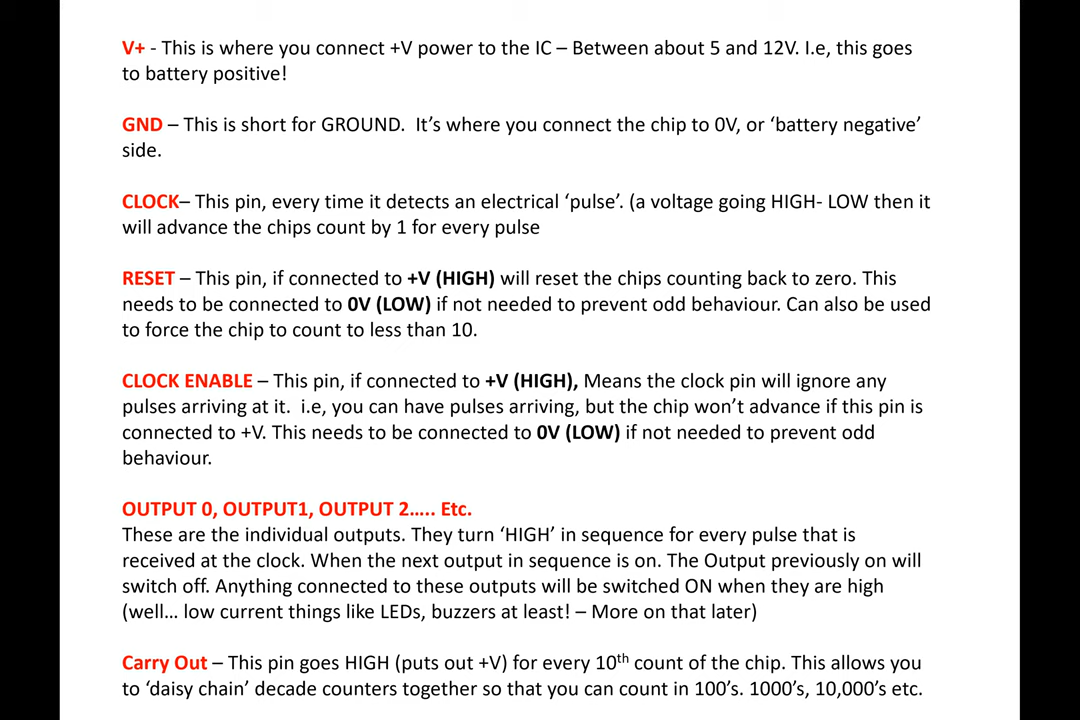 V+ - This is where you connect +V power to the IC – Between about 5 and 12V. I.e, this goes
to battery positive!
GND – This is short for GROUND.  It’s where you connect the chip to 0V, or ‘battery negative’
side.
CLOCK– This pin, every time it detects an electrical ‘pulse’. (a voltage going HIGH- LOW then it
will advance the chips count by 1 for every pulse
RESET – This pin, if connected to +V (HIGH) will reset the chips counting back to zero. This
needs to be connected to 0V (LOW) if not needed to prevent odd behaviour. Can also be used
to force the chip to count to less than 10.
CLOCK ENABLE – This pin, if connected to +V (HIGH), Means the clock pin will ignore any
pulses arriving at it.  i.e, you can have pulses arriving, but the chip won’t advance if this pin is
connected to +V. This needs to be connected to 0V (LOW) if not needed to prevent odd
behaviour.
OUTPUT 0, OUTPUT1, OUTPUT 2….. Etc.
These are the individual outputs. They turn ‘HIGH’ in sequence for every pulse that is
received at the clock. When the next output in sequence is on. The Output previously on will
switch off. Anything connected to these outputs will be switched ON when they are high
(well… low current things like LEDs, buzzers at least! – More on that later)
Carry Out – This pin goes HIGH (puts out +V) for every 10th count of the chip. This allows you
to ‘daisy chain’ decade counters together so that you can count in 100’s. 1000’s, 10,000’s etc.